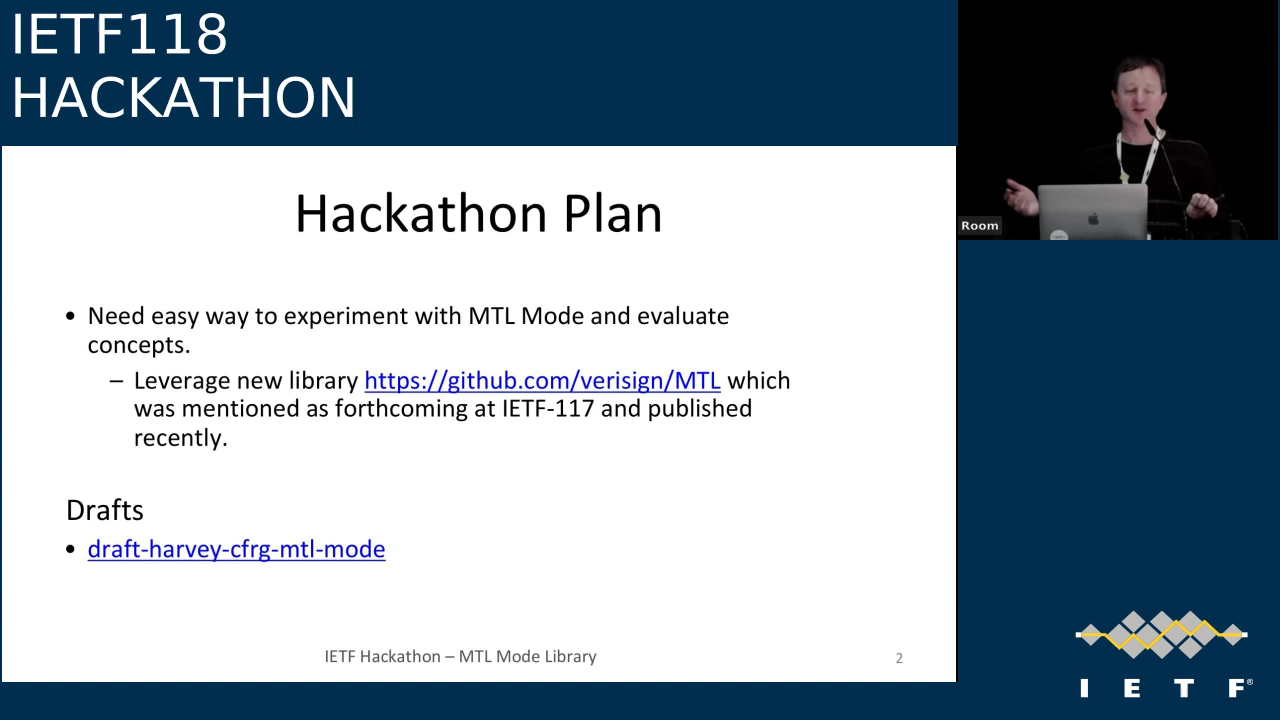 IETF118
HACKATHON
Room
Hackathon Plan
• Need easy way to experiment with MTL Mode and evaluate
concepts.
– Leverage new library https://github.com/verisign/MTL which
was mentioned as forthcoming at IETF-117 and published
recently.
Drafts
• draft-harvey-cfrg-mtl-mode
IETF Hackathon – MTL Mode Library
2
I E T F®